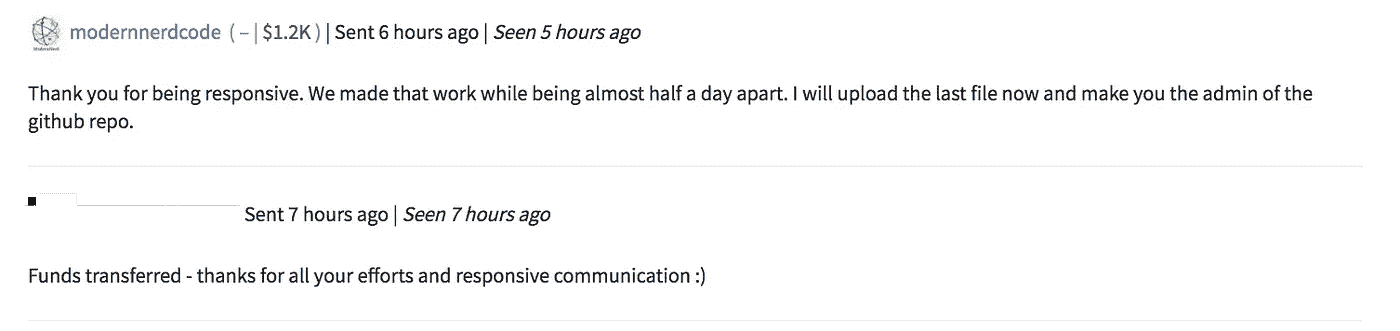 modernnerdcode ( – | $1.2K ) | Sent 6 hours ago | Seen 5 hours ago
Thank you for being responsive. We made that work while being almost half a day apart. I will upload the last file now and make you the admin of the
github repo.
Sent 7 hours ago | Seen 7 hours ago
Funds transferred - thanks for all your efforts and responsive communication :)